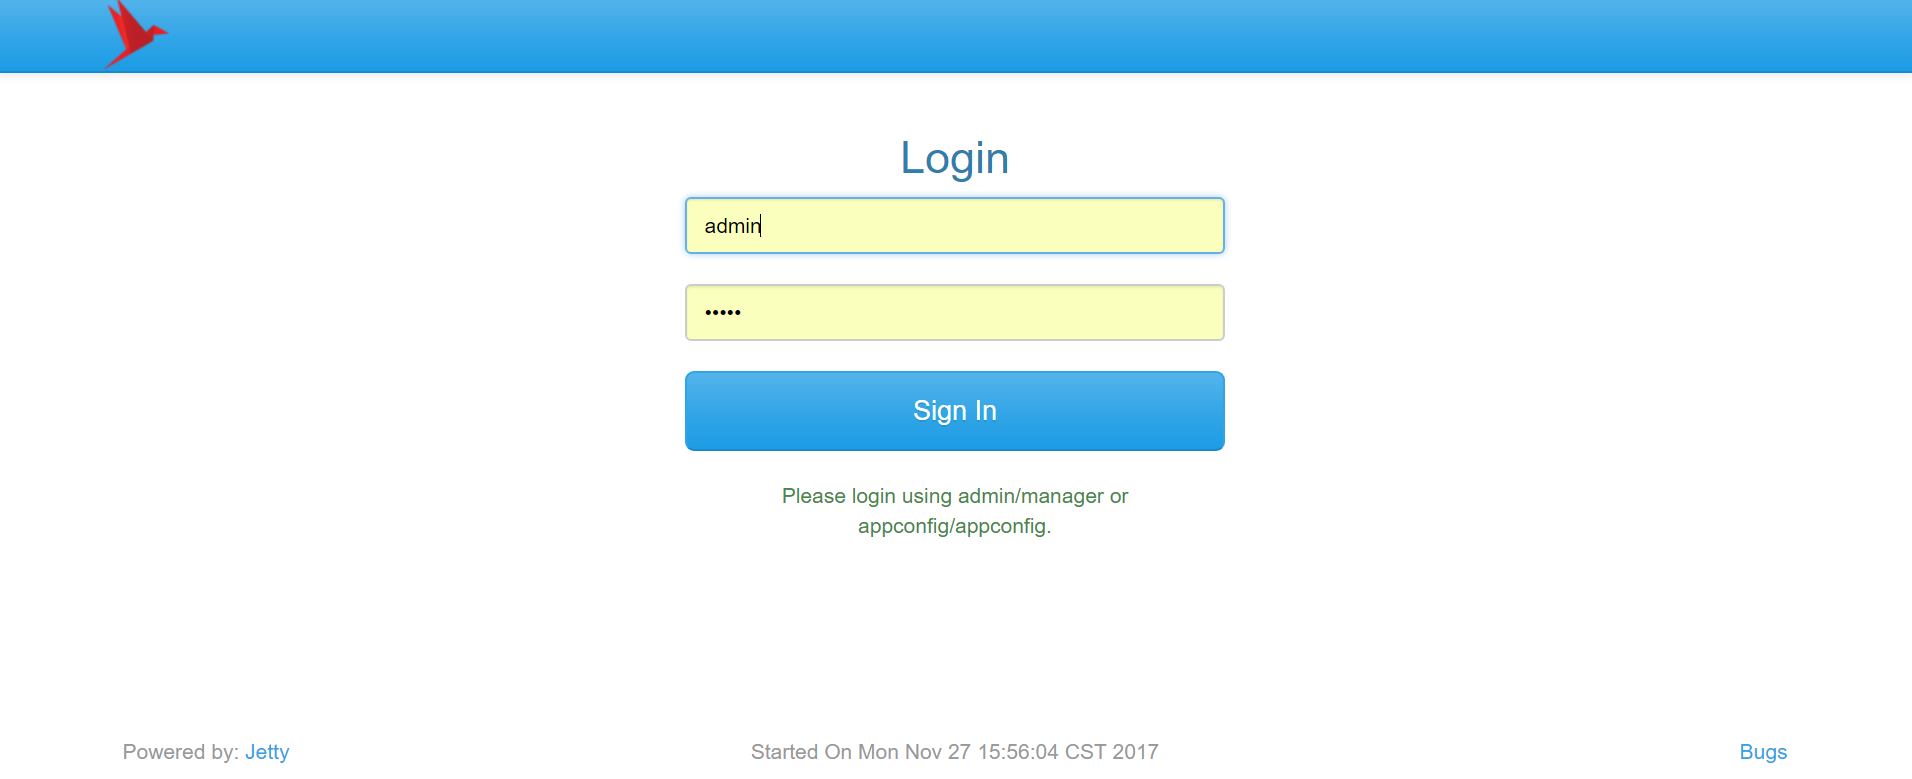 Login
admin
•••••
Sign In
Please login using admin/manager or
appconfig/appconfig.
Powered by: Jetty
Started On Mon Nov 27 15:56:04 CST 2017
Bugs